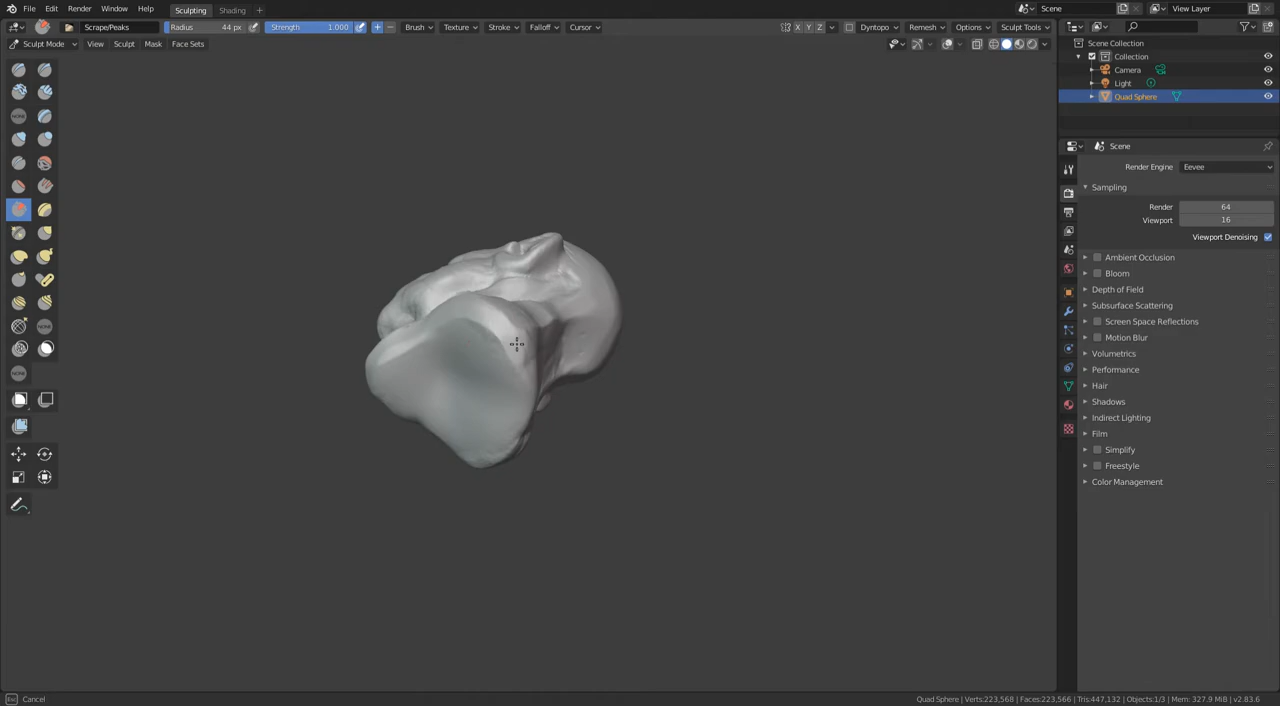 File Edit Render Window Help Sculpting Shading + Scene View Layer
Scrape/Peaks Radius 44 px Strength 1.000 + − Brush Texture Stroke Falloff Cursor X Y Z Dyntopo Remesh Options Sculpt Tools
Sculpt Mode View Sculpt Mask Face Sets
Scene Collection
Collection
Camera
Light
Quad Sphere
NONE
NONE
NONE
Scene
Render Engine Eevee
Sampling
Render 64
Viewport 16
Viewport Denoising
Ambient Occlusion
Bloom
Depth of Field
Subsurface Scattering
Screen Space Reflections
Motion Blur
Volumetrics
Performance
Hair
Shadows
Indirect Lighting
Film
Simplify
Freestyle
Color Management
Esc Cancel Quad Sphere | Verts:223,568 | Faces:223,566 | Tris:447,132 | Objects:1/3 | Mem: 327.9 MiB | v2.83.6